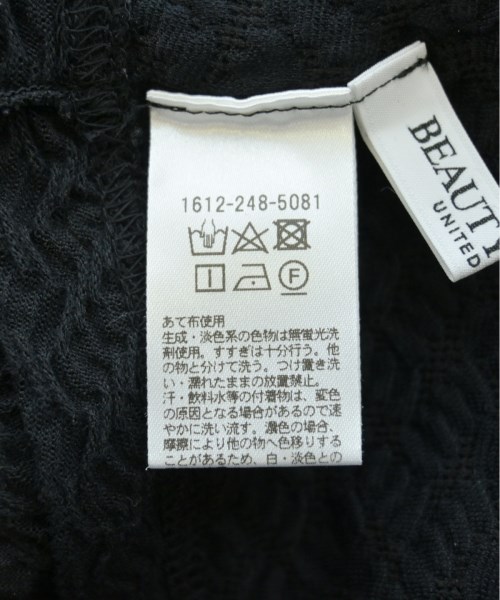 1612-248-5081
F
あて布使用
生成・淡色系の色物は無蛍光洗
剤使用。すすぎは十分行う。他
の物と分けて洗う。つけ置き洗
い・濡れたままの放置禁止。
汗・飲料水等の付着物は、変色
の原因となる場合があるので速
やかに洗い流す。濃色の場合、
摩擦により他の物へ色移りする
ことがあるため、白・淡色との
BEAUTY
UNITED